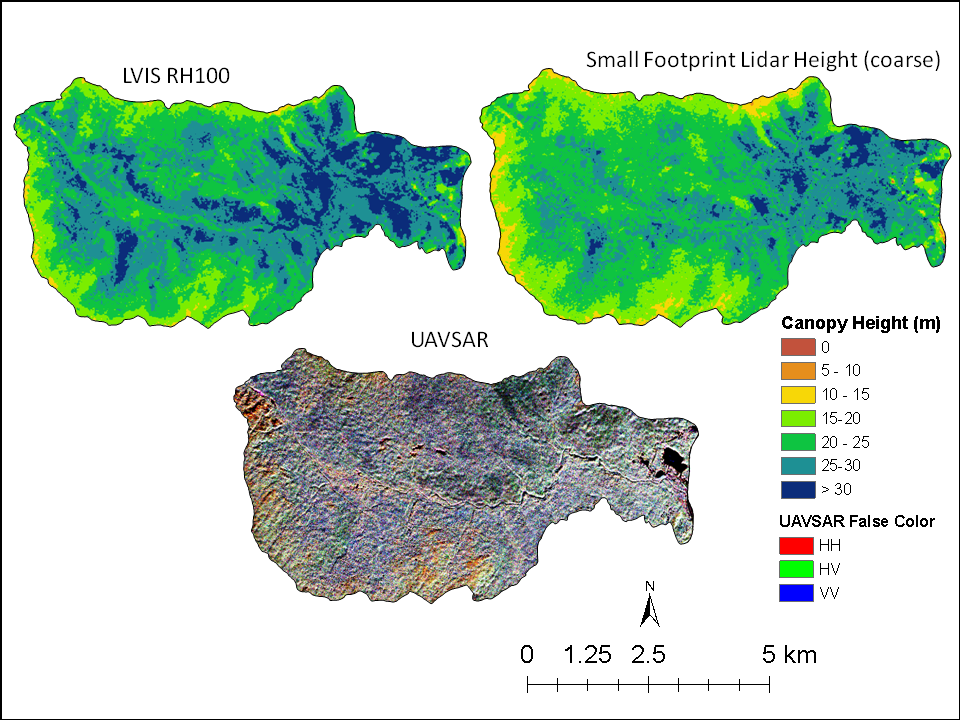 LVIS RH100
Small Footprint Lidar Height (coarse)
UAVSAR
Canopy Height (m)
0
5 - 10
10 - 15
15-20
20 - 25
25-30
> 30
UAVSAR False Color
HH
HV
VV
N
0 1.25 2.5 5 km